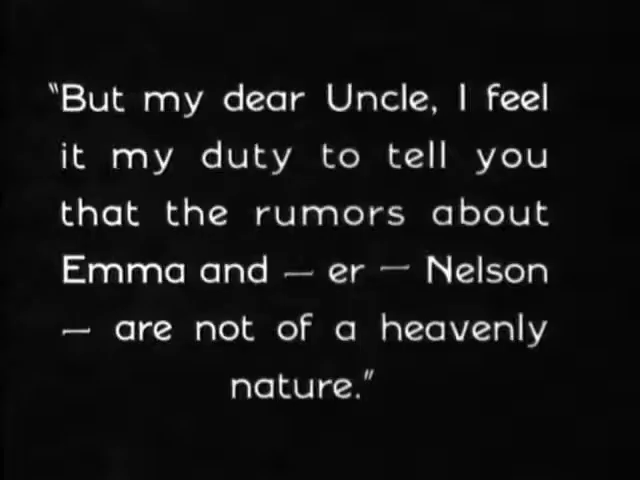 "But my dear Uncle, I feel
it my duty to tell you
that the rumors about
Emma and — er — Nelson
— are not of a heavenly
nature."